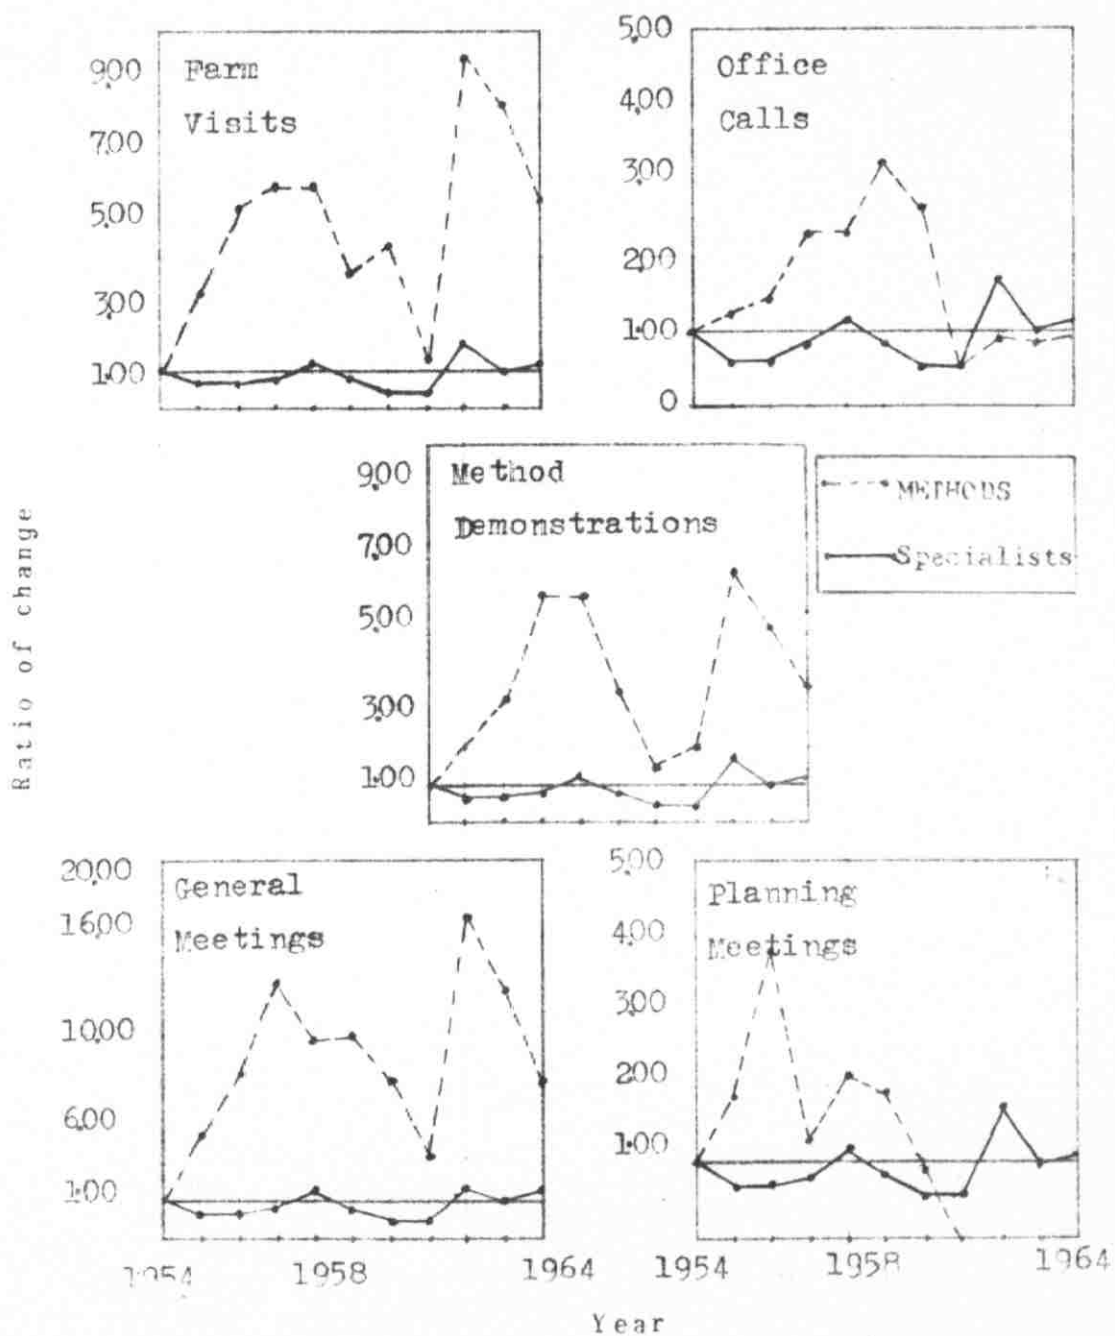 Farm
Visits
9.00
7.00
5.00
3.00
1.00
Office
Calls
5.00
4.00
3.00
2.00
1.00
0
Method
Demonstrations
9.00
7.00
5.00
3.00
1.00
METHODS
Specialists
Ratio of change
General
Meetings
20.00
16.00
10.00
6.00
1.00
Planning
Meetings
5.00
4.00
3.00
2.00
1.00
1954 1958 1964
1954 1958 1964
Year